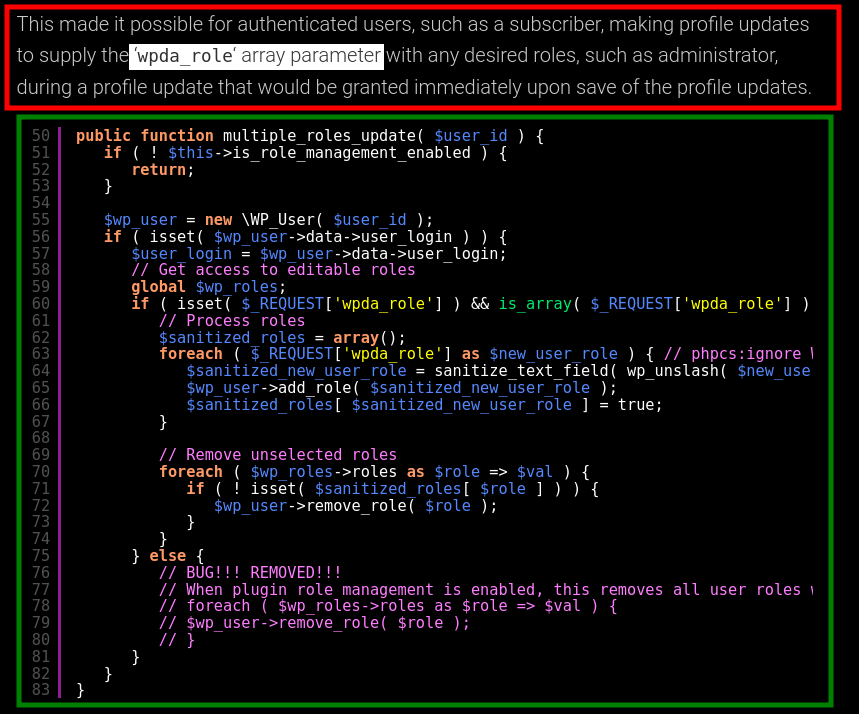 This made it possible for authenticated users, such as a subscriber, making profile updates
to supply the ‘wpda_role‘ array parameter with any desired roles, such as administrator,
during a profile update that would be granted immediately upon save of the profile updates.
50 public function multiple_roles_update( $user_id ) {
51 if ( ! $this->is_role_management_enabled ) {
52 return;
53 }
54
55 $wp_user = new \WP_User( $user_id );
56 if ( isset( $wp_user->data->user_login ) ) {
57 $user_login = $wp_user->data->user_login;
58 // Get access to editable roles
59 global $wp_roles;
60 if ( isset( $_REQUEST['wpda_role'] ) && is_array( $_REQUEST['wpda_role'] )
61 // Process roles
62 $sanitized_roles = array();
63 foreach ( $_REQUEST['wpda_role'] as $new_user_role ) { // phpcs:ignore
64 $sanitized_new_user_role = sanitize_text_field( wp_unslash( $new_use
65 $wp_user->add_role( $sanitized_new_user_role );
66 $sanitized_roles[ $sanitized_new_user_role ] = true;
67 }
68
69 // Remove unselected roles
70 foreach ( $wp_roles->roles as $role => $val ) {
71 if ( ! isset( $sanitized_roles[ $role ] ) ) {
72 $wp_user->remove_role( $role );
73 }
74 }
75 } else {
76 // BUG!!! REMOVED!!!
77 // When plugin role management is enabled, this removes all user roles
78 // foreach ( $wp_roles->roles as $role => $val ) {
79 // $wp_user->remove_role( $role );
80 // }
81 }
82 }
83 }